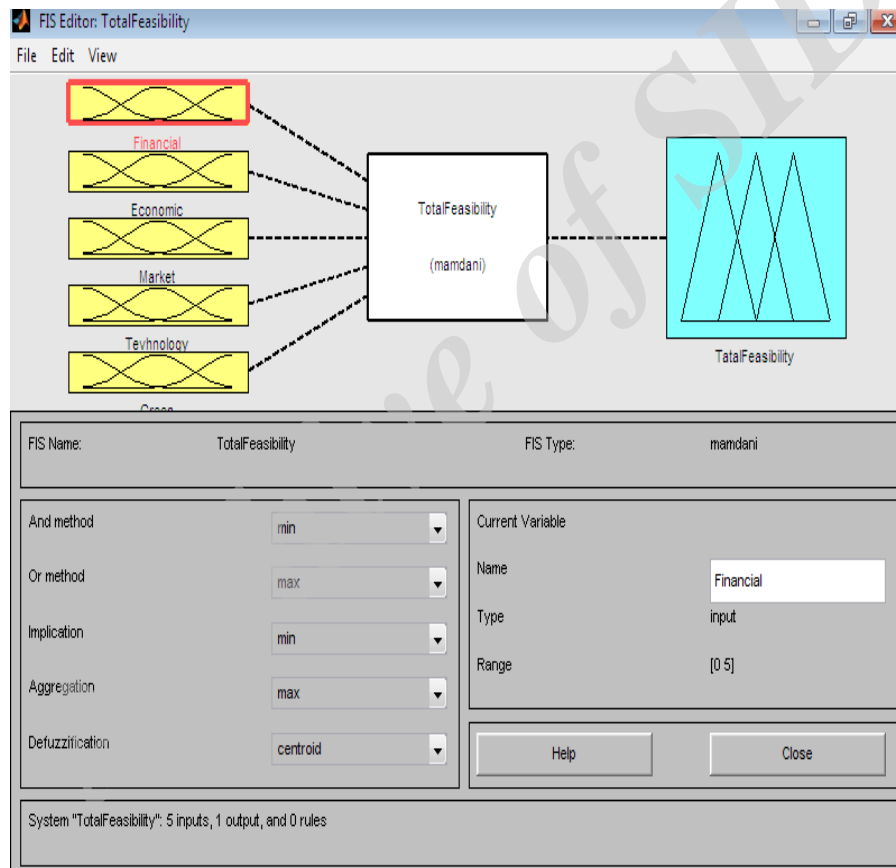 FIS Editor: TotalFeasibility
File Edit View
Financial
Economic
Market
Tevhnology
TotalFeasibility
(mamdani)
TatalFeasibility
FIS Name: TotalFeasibility FIS Type: mamdani
And method min
Or method max
Implication min
Aggregation max
Defuzzification centroid
Current Variable
Name Financial
Type input
Range [0 5]
Help Close
System "TotalFeasibility": 5 inputs, 1 output, and 0 rules